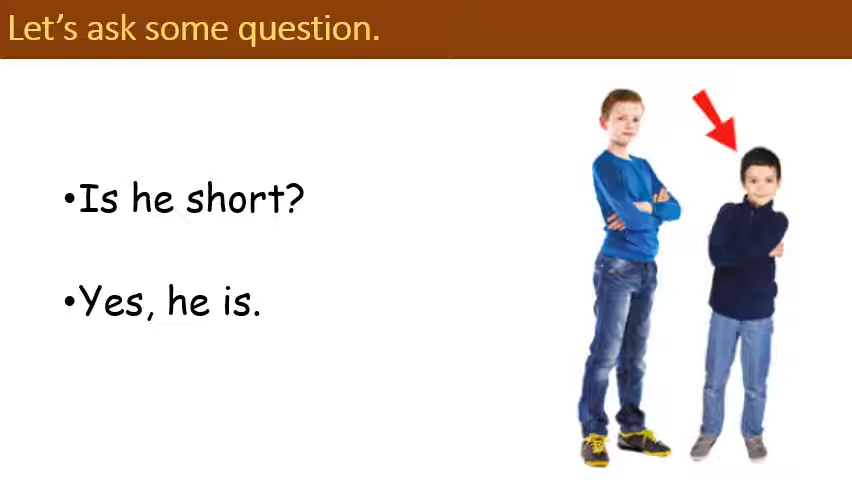 Let’s ask some question.
•Is he short?
•Yes, he is.